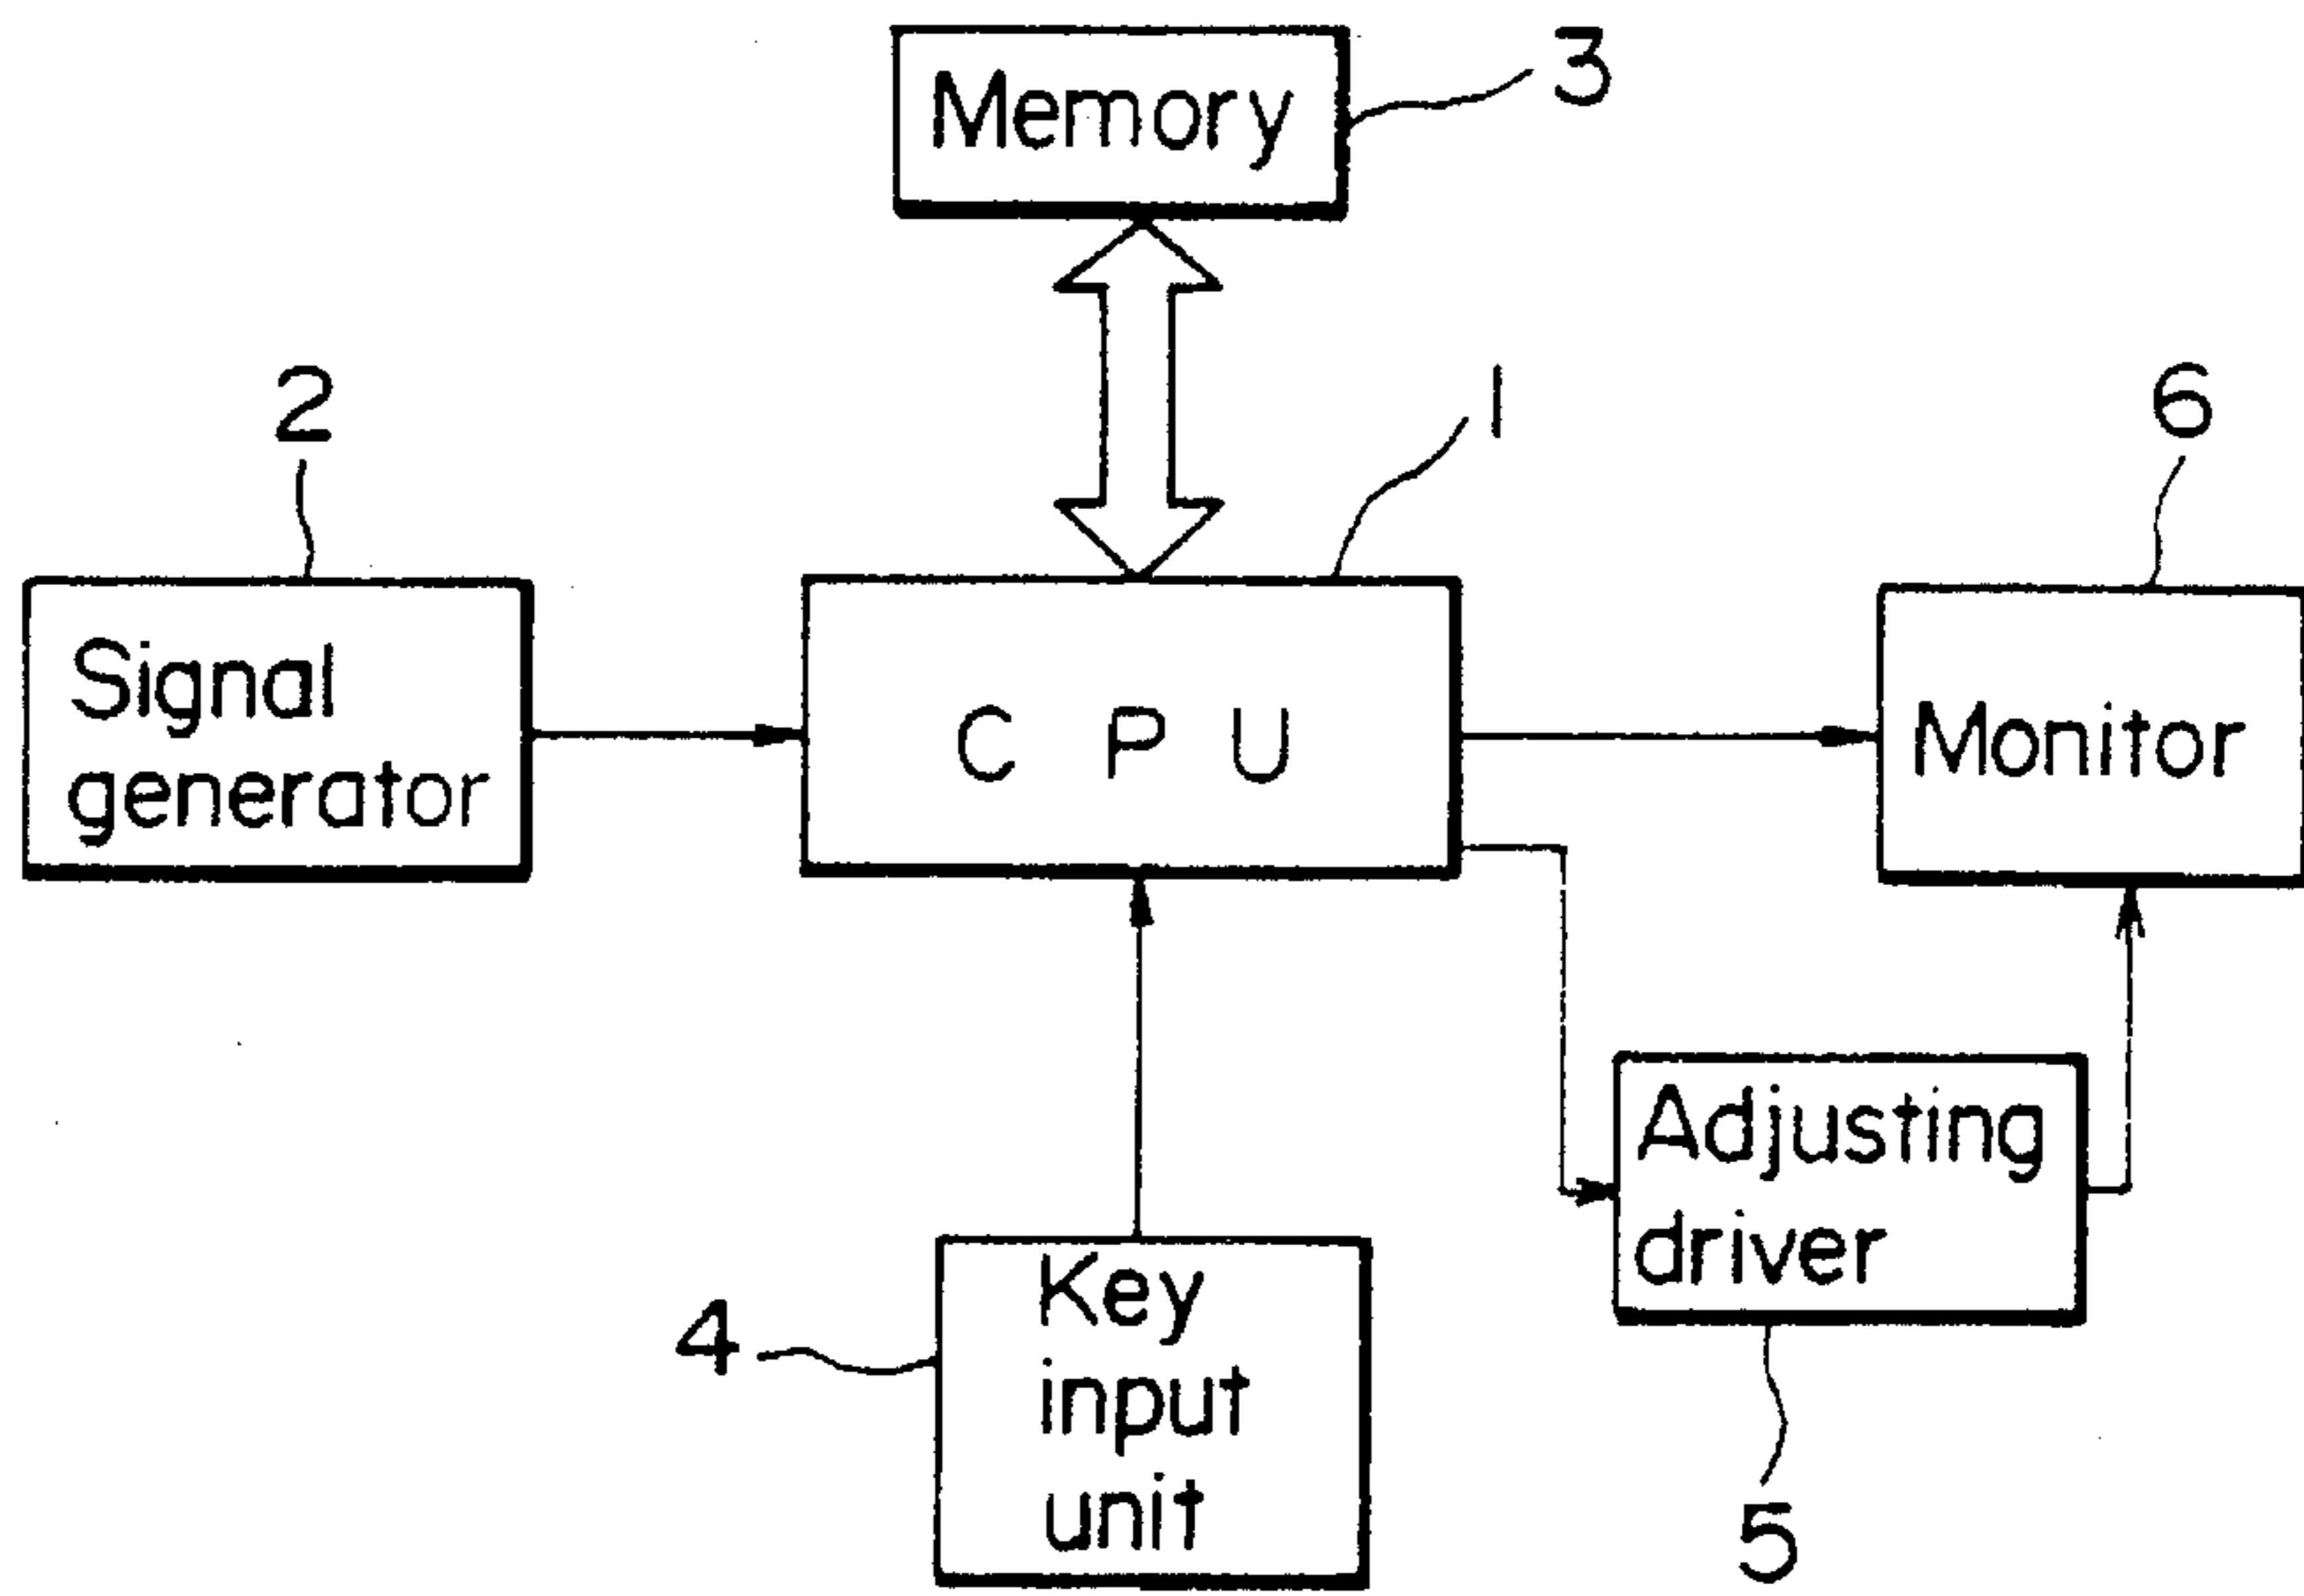 Memory
3
2
1
6
Signal
generator
C P U
Monitor
Adjusting
driver
4
Key
input
unit
5